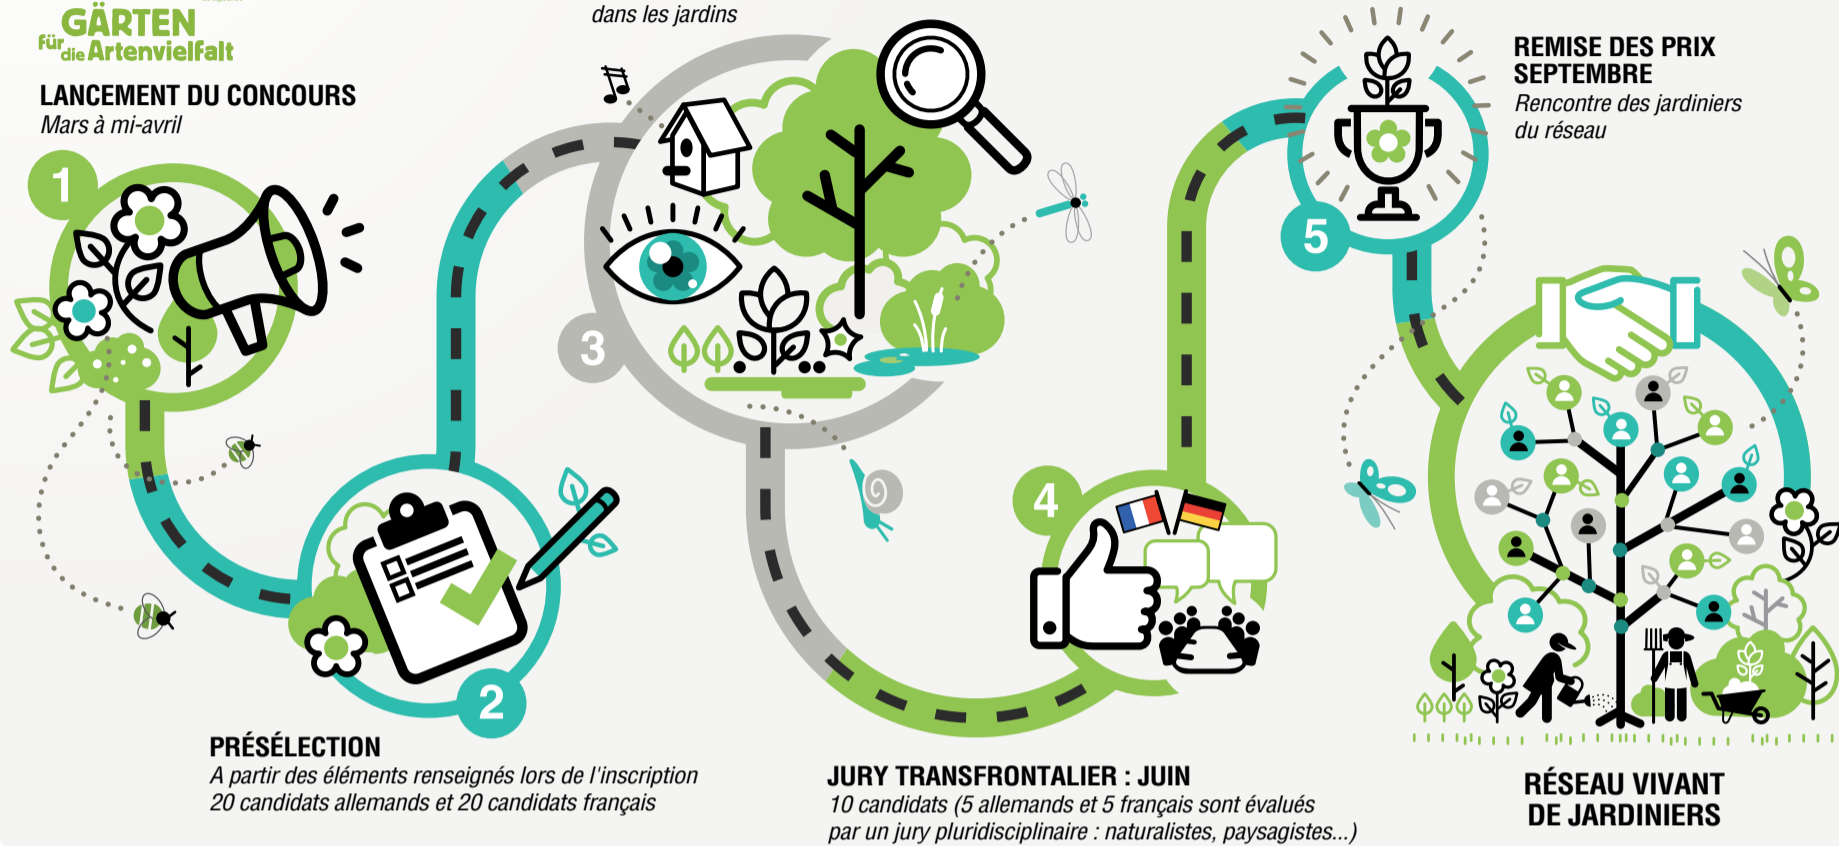 GÄRTEN
für die Artenvielfalt
LANCEMENT DU CONCOURS
Mars à mi-avril
1
PRÉSÉLECTION
A partir des éléments renseignés lors de l'inscription
20 candidats allemands et 20 candidats français
2
dans les jardins
3
JURY TRANSFRONTALIER : JUIN
10 candidats (5 allemands et 5 français sont évalués
par un jury pluridisciplinaire : naturalistes, paysagistes...)
4
REMISE DES PRIX
SEPTEMBRE
Rencontre des jardiniers
du réseau
5
RÉSEAU VIVANT
DE JARDINIERS